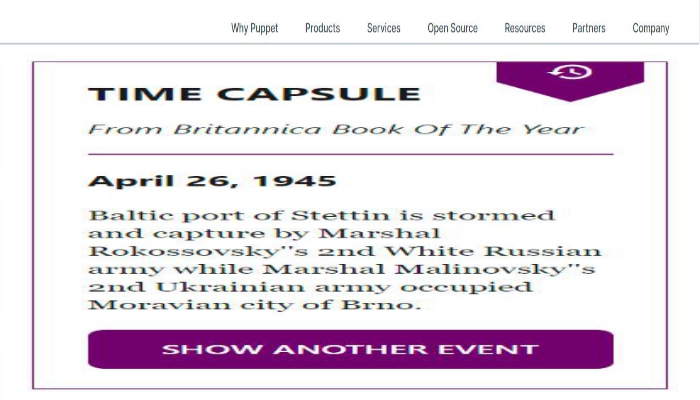 Why Puppet Products Services Open Source Resources Partners Company
TIME CAPSULE
From Britannica Book Of The Year
April 26, 1945
Baltic port of Stettin is stormed
and capture by Marshal
Rokossovsky''s 2nd White Russian
army while Marshal Malinovsky''s
2nd Ukrainian army occupied
Moravian city of Brno.
SHOW ANOTHER EVENT